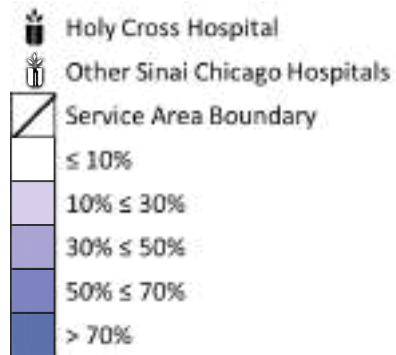 Holy Cross Hospital
Other Sinai Chicago Hospitals
Service Area Boundary
≤ 10%
10% ≤ 30%
30% ≤ 50%
50% ≤ 70%
> 70%